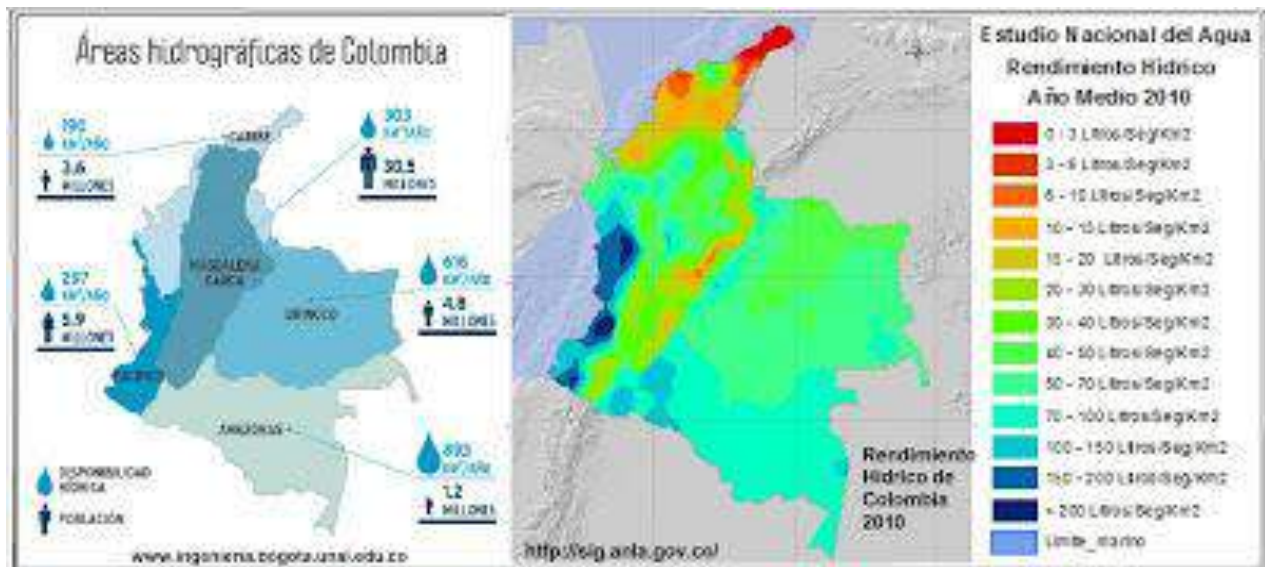 Áreas hidrográficas de Colombia
190
KM³/AÑO
3.6
MILLONES
CARIBE
303
KM³/AÑO
30.5
MILLONES
MAGDALENA
CAUCA
257
KM³/AÑO
5.9
MILLONES
PACÍFICO
616
KM³/AÑO
4.8
MILLONES
ORINOCO
AMAZONAS
893
KM³/AÑO
1.2
MILLONES
DISPONIBILIDAD
HÍDRICA
POBLACIÓN
www.ingenieria.bogota.unal.edu.co
http://sig.anla.gov.co/
Rendimiento
Hídrico de
Colombia
2010
Estudio Nacional del Agua
Rendimiento Hídrico
Año Medio 2010
0 - 3 Litros/Seg/Km2
3 - 6 Litros/Seg/Km2
6 - 10 Litros/Seg/Km2
10 - 15 Litros/Seg/Km2
15 - 20 Litros/Seg/Km2
20 - 30 Litros/Seg/Km2
30 - 40 Litros/Seg/Km2
40 - 50 Litros/Seg/Km2
50 - 70 Litros/Seg/Km2
70 - 100 Litros/Seg/Km2
100 - 150 Litros/Seg/Km2
150 - 200 Litros/Seg/Km2
> 200 Litros/Seg/Km2
Limite_marino